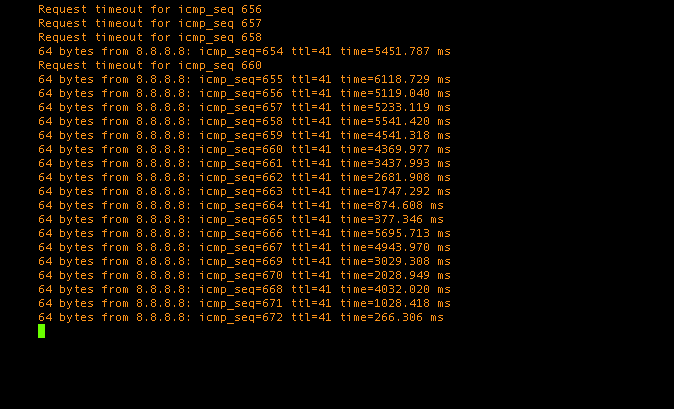 Request timeout for icmp_seq 656
Request timeout for icmp_seq 657
Request timeout for icmp_seq 658
64 bytes from 8.8.8.8: icmp_seq=654 ttl=41 time=5451.787 ms
Request timeout for icmp_seq 660
64 bytes from 8.8.8.8: icmp_seq=655 ttl=41 time=6118.729 ms
64 bytes from 8.8.8.8: icmp_seq=656 ttl=41 time=5119.040 ms
64 bytes from 8.8.8.8: icmp_seq=657 ttl=41 time=5233.119 ms
64 bytes from 8.8.8.8: icmp_seq=658 ttl=41 time=5541.420 ms
64 bytes from 8.8.8.8: icmp_seq=659 ttl=41 time=4541.318 ms
64 bytes from 8.8.8.8: icmp_seq=660 ttl=41 time=4369.977 ms
64 bytes from 8.8.8.8: icmp_seq=661 ttl=41 time=3437.993 ms
64 bytes from 8.8.8.8: icmp_seq=662 ttl=41 time=2681.908 ms
64 bytes from 8.8.8.8: icmp_seq=663 ttl=41 time=1747.292 ms
64 bytes from 8.8.8.8: icmp_seq=664 ttl=41 time=874.608 ms
64 bytes from 8.8.8.8: icmp_seq=665 ttl=41 time=377.346 ms
64 bytes from 8.8.8.8: icmp_seq=666 ttl=41 time=5695.713 ms
64 bytes from 8.8.8.8: icmp_seq=667 ttl=41 time=4943.970 ms
64 bytes from 8.8.8.8: icmp_seq=669 ttl=41 time=3029.308 ms
64 bytes from 8.8.8.8: icmp_seq=670 ttl=41 time=2028.949 ms
64 bytes from 8.8.8.8: icmp_seq=668 ttl=41 time=4032.020 ms
64 bytes from 8.8.8.8: icmp_seq=671 ttl=41 time=1028.418 ms
64 bytes from 8.8.8.8: icmp_seq=672 ttl=41 time=266.306 ms